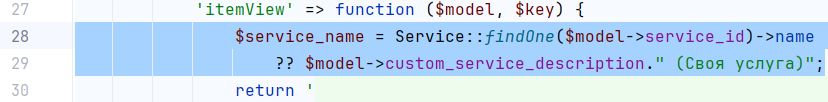 27 'itemView' => function ($model, $key) {
28 $service_name = Service::findOne($model->service_id)->name
29 ?? $model->custom_service_description." (Своя услуга)";
30 return '